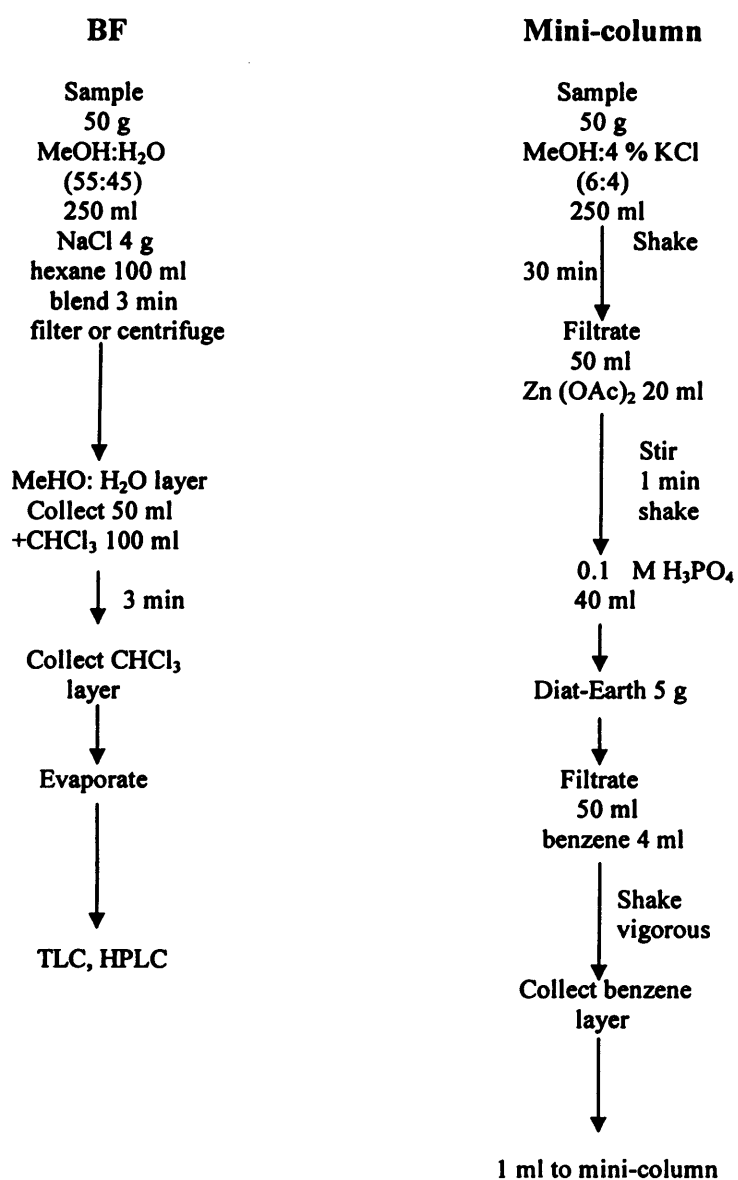 BF
Sample
50 g
MeOH:H₂O
(55:45)
250 ml
NaCl 4 g
hexane 100 ml
blend 3 min
filter or centrifuge
MeHO: H₂O layer
Collect 50 ml
+CHCl₃ 100 ml
3 min
Collect CHCl₃
layer
Evaporate
TLC, HPLC
Mini-column
Sample
50 g
MeOH:4 % KCl
(6:4)
250 ml
Shake
30 min
Filtrate
50 ml
Zn (OAc)₂ 20 ml
Stir
1 min
shake
0.1 M H₃PO₄
40 ml
Diat-Earth 5 g
Filtrate
50 ml
benzene 4 ml
Shake
vigorous
Collect benzene
layer
1 ml to mini-column